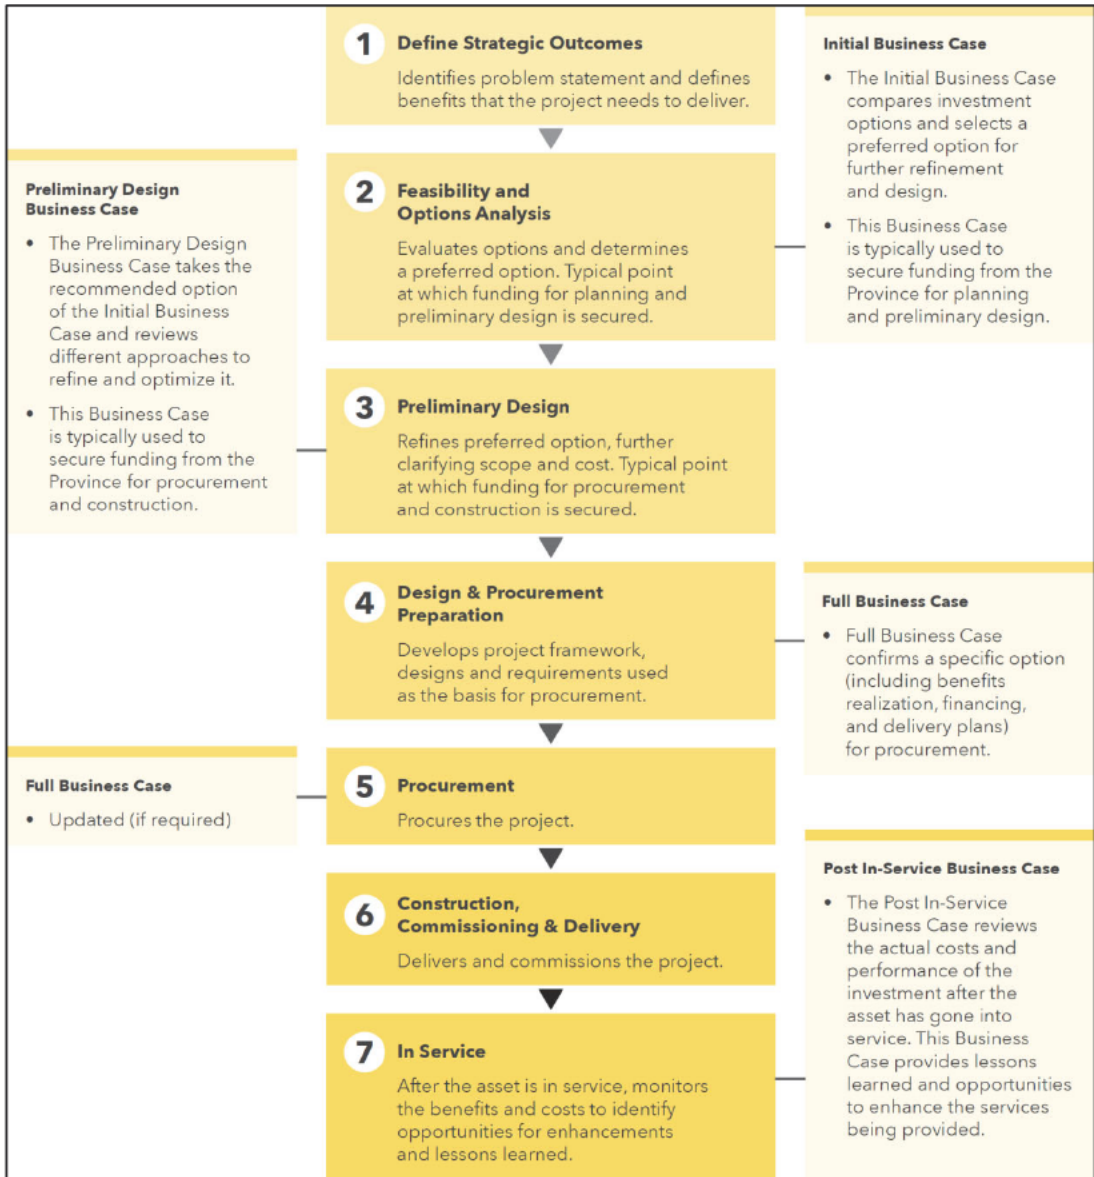 1
Define Strategic Outcomes
Identifies problem statement and defines
benefits that the project needs to deliver.
Initial Business Case
• The Initial Business Case
compares investment
options and selects a
preferred option for
further refinement
and design.
• This Business Case
is typically used to
secure funding from the
Province for planning
and preliminary design.
2
Feasibility and
Options Analysis
Evaluates options and determines
a preferred option. Typical point
at which funding for planning and
preliminary design is secured.
Preliminary Design
Business Case
• The Preliminary Design
Business Case takes the
recommended option
of the Initial Business
Case and reviews
different approaches to
refine and optimize it.
• This Business Case
is typically used to
secure funding from the
Province for procurement
and construction.
3
Preliminary Design
Refines preferred option, further
clarifying scope and cost. Typical point
at which funding for procurement
and construction is secured.
4
Design & Procurement
Preparation
Develops project framework,
designs and requirements used
as the basis for procurement.
Full Business Case
• Full Business Case
confirms a specific option
(including benefits
realization, financing,
and delivery plans)
for procurement.
Full Business Case
• Updated (if required)
5
Procurement
Procures the project.
6
Construction,
Commissioning & Delivery
Delivers and commissions the project.
Post In-Service Business Case
• The Post In-Service
Business Case reviews
the actual costs and
performance of the
investment after the
asset has gone into
service. This Business
Case provides lessons
learned and opportunities
to enhance the services
being provided.
7
In Service
After the asset is in service, monitors
the benefits and costs to identify
opportunities for enhancements
and lessons learned.